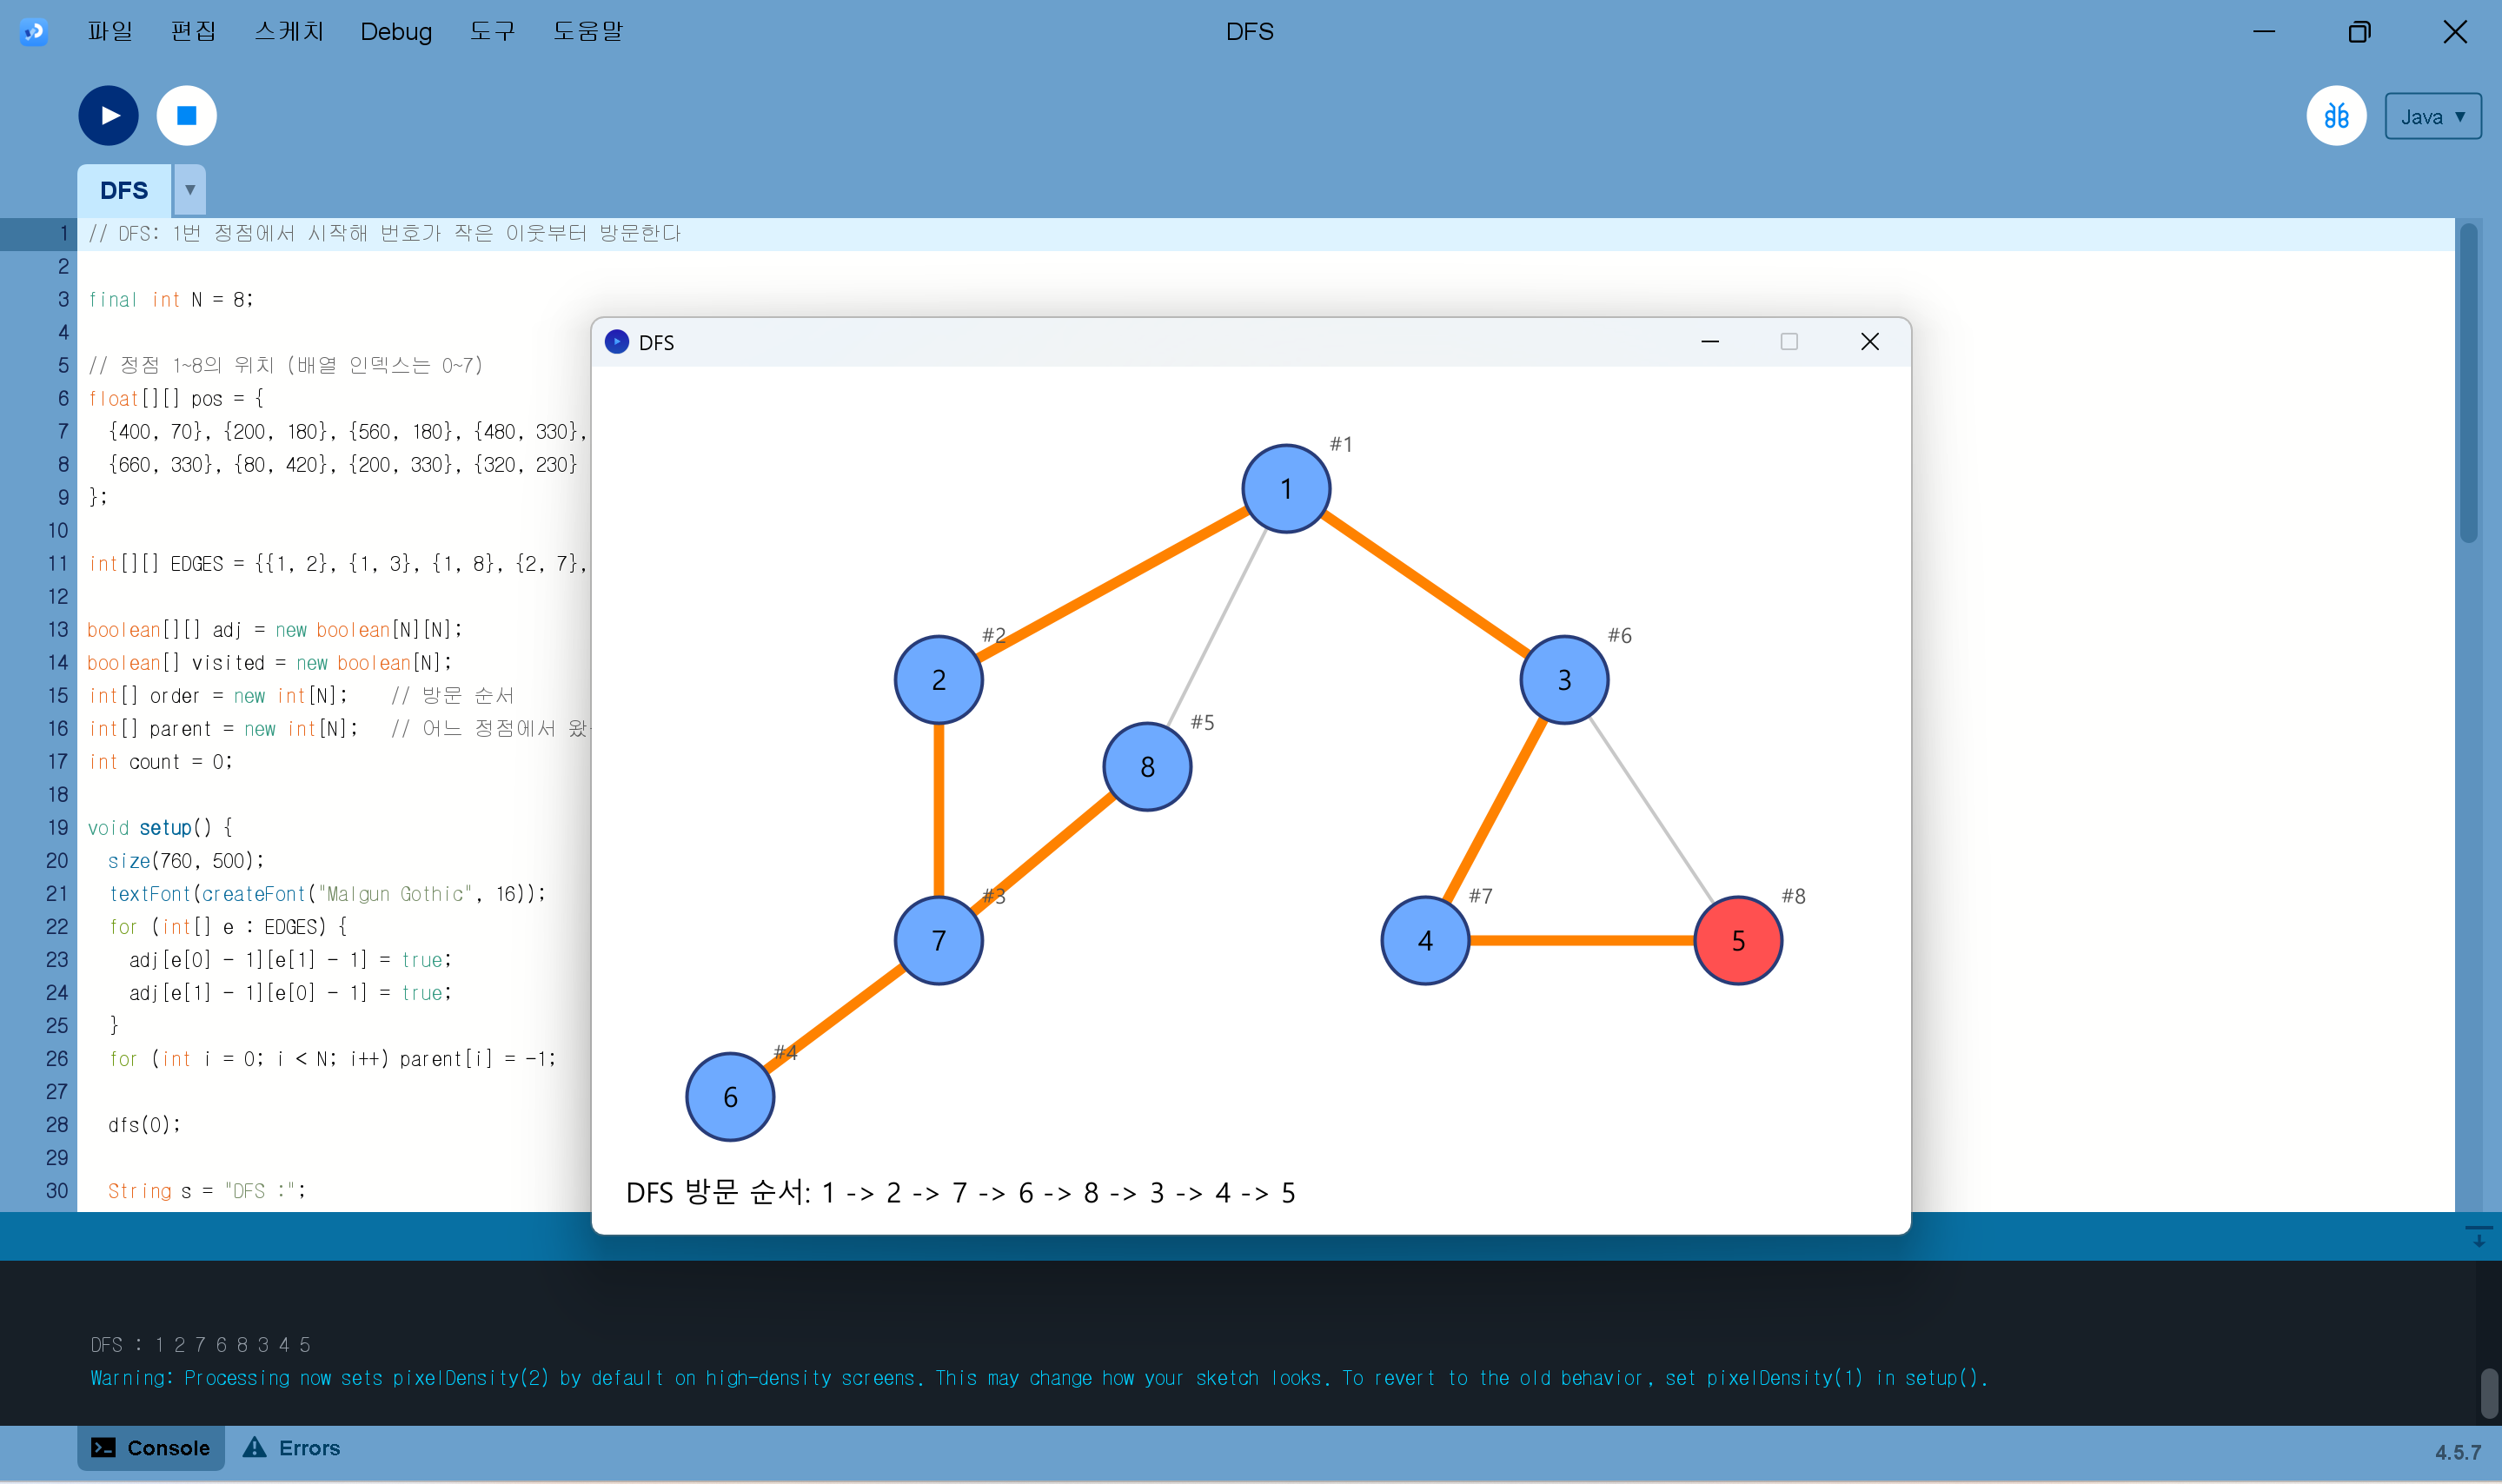 파일 편집 스케치 Debug 도구 도움말
DFS
Java
DFS
1 // DFS: 1번 정점에서 시작해 번호가 작은 이웃부터 방문한다
2
3 final int N = 8;
4
5 // 정점 1~8의 위치 (배열 인덱스는 0~7)
6 float[][] pos = {
7 {400, 70}, {200, 180}, {560, 180}, {480, 330},
8 {660, 330}, {80, 420}, {200, 330}, {320, 230}
9 };
10
11 int[][] EDGES = {{1, 2}, {1, 3}, {1, 8}, {2, 7},
12
13 boolean[][] adj = new boolean[N][N];
14 boolean[] visited = new boolean[N];
15 int[] order = new int[N]; // 방문 순서
16 int[] parent = new int[N]; // 어느 정점에서 왔
17 int count = 0;
18
19 void setup() {
20 size(760, 500);
21 textFont(createFont("Malgun Gothic", 16));
22 for (int[] e : EDGES) {
23 adj[e[0] - 1][e[1] - 1] = true;
24 adj[e[1] - 1][e[0] - 1] = true;
25 }
26 for (int i = 0; i < N; i++) parent[i] = -1;
27
28 dfs(0);
29
30 String s = "DFS :";
DFS
#1
1
#2
2
#6
3
#5
8
#3
7
#7
4
#8
5
#4
6
DFS 방문 순서: 1 -> 2 -> 7 -> 6 -> 8 -> 3 -> 4 -> 5
DFS : 1 2 7 6 8 3 4 5
Warning: Processing now sets pixelDensity(2) by default on high-density screens. This may change how your sketch looks. To revert to the old behavior, set pixelDensity(1) in setup().
Console Errors
4.5.7